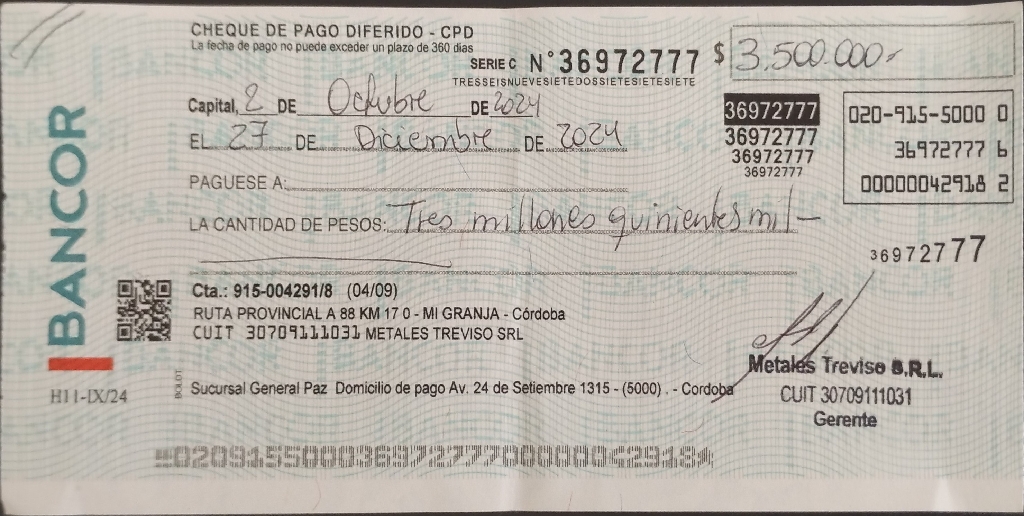 CHEQUE DE PAGO DIFERIDO - CPD
La fecha de pago no puede exceder un plazo de 360 dias
SERIE C N° 36972777 $ 3.500.000-
TRESSEISNUEVESIETEDOSSIETESIETESIETE
Capital, 2 DE Octubre DE 2024
EL 27 DE Diciembre DE 2024
36972777
36972777
36972777
36972777
020-915-5000 0
36972777 6
00000042918 2
PAGUESE A:
LA CANTIDAD DE PESOS: Tres millones quinientos mil -
36972777
BANCOR
Cta.: 915-004291/8 (04/09)
RUTA PROVINCIAL A 88 KM 17 0 - MI GRANJA - Córdoba
CUIT 30709111031 METALES TREVISO SRL
Metales Treviso S.R.L.
CUIT 30709111031
Gerente
H11-IX/24
BOLDT
Sucursal General Paz Domicilio de pago Av. 24 de Setiembre 1315 - (5000) . - Cordoba
02091550003697277700000042918